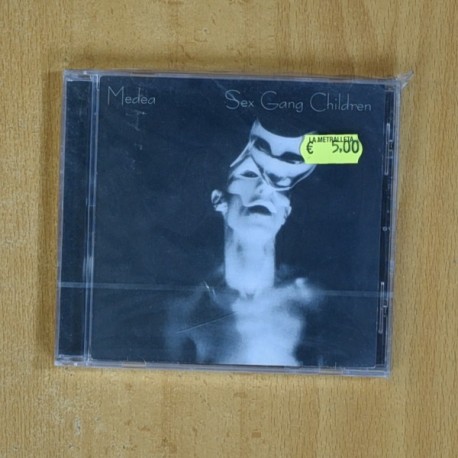 Medea
Sex Gang Children
LA METRALLETA
€ 5,00